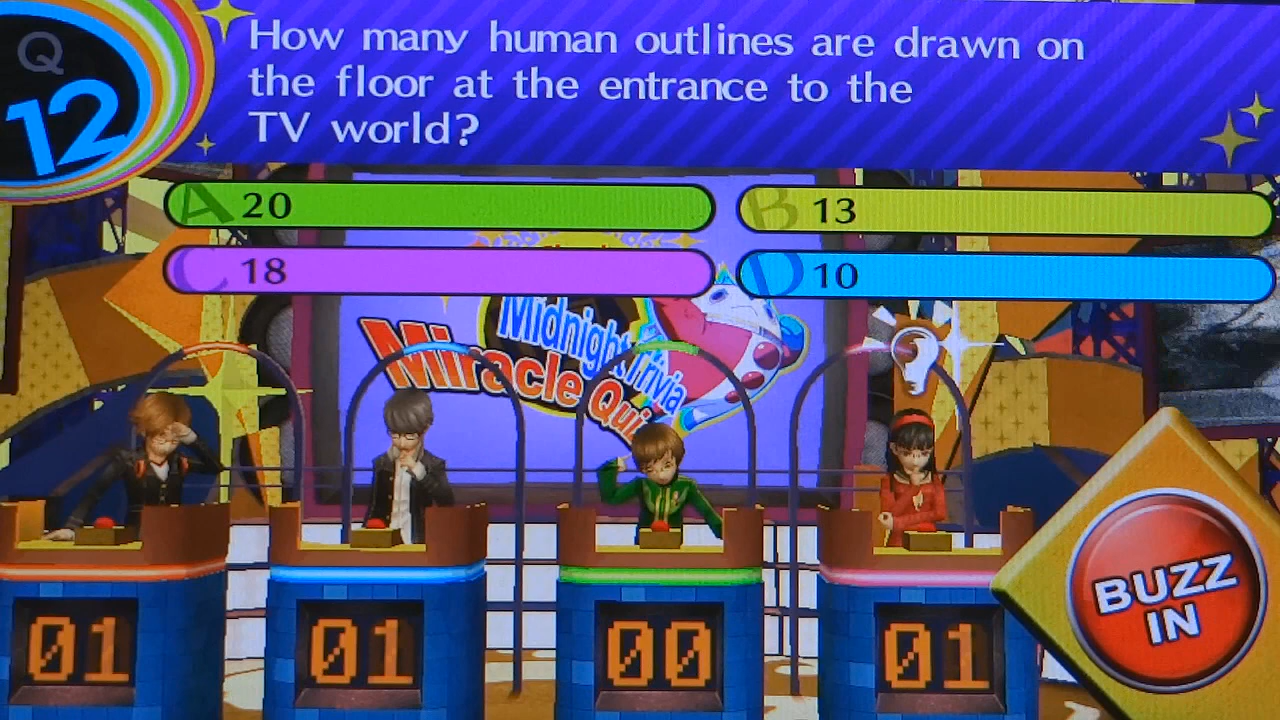 Q
12
How many human outlines are drawn on
the floor at the entrance to the
TV world?
A 20
B 13
C 18
D 10
Midnight Trivia
Miracle Quiz
BUZZ
IN
01
01
00
01